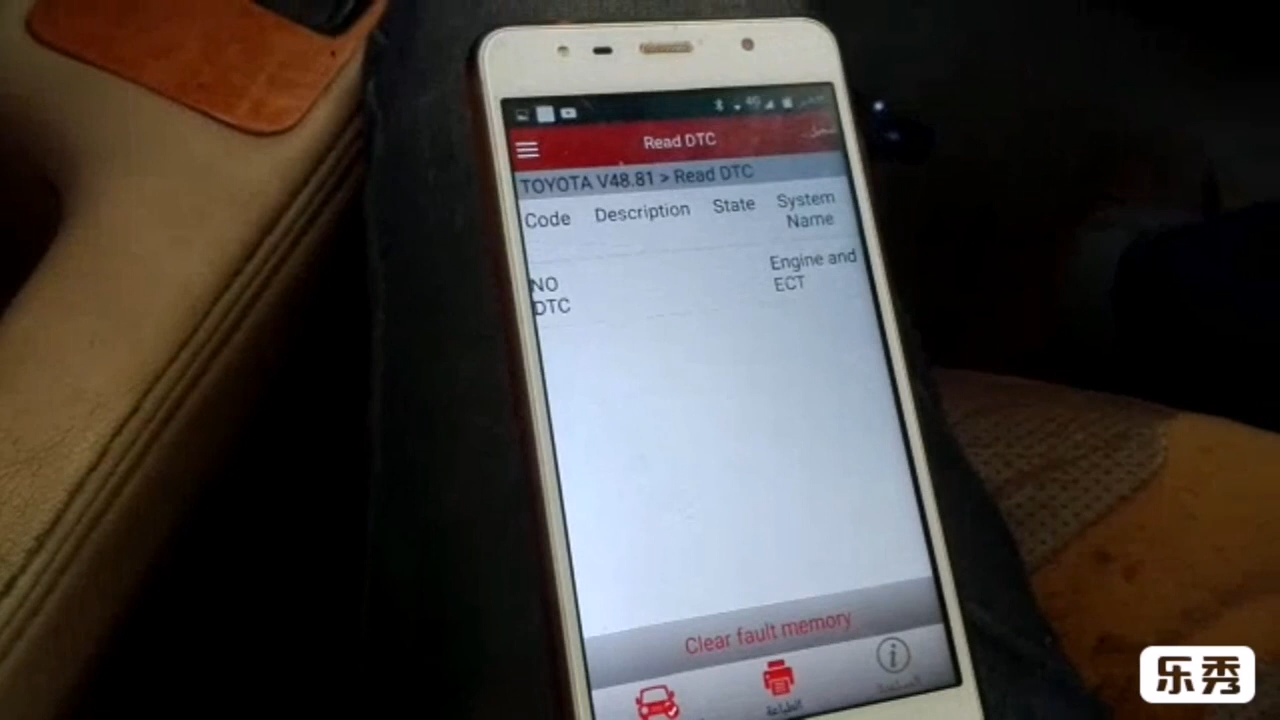 4G
Read DTC
TOYOTA V48.81 > Read DTC
Code Description State System
Name
Engine and
ECT
NO
DTC
Clear fault memory
الطباعة
乐秀